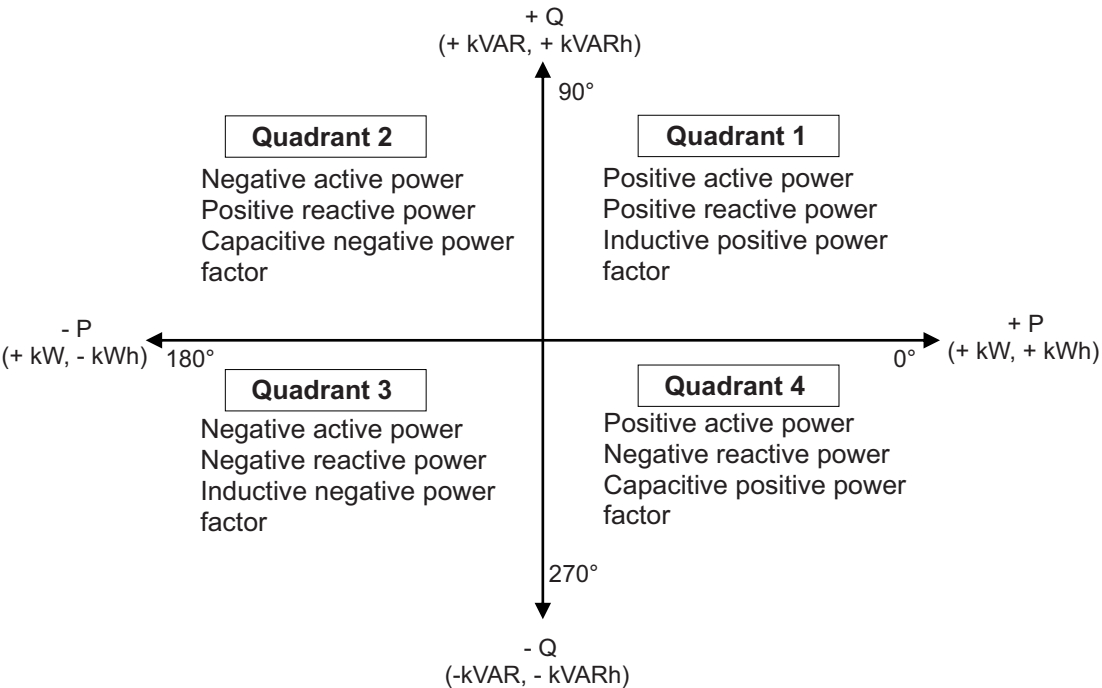 + Q
(+ kVAR, + kVARh)
90°
Quadrant 2
Negative active power
Positive reactive power
Capacitive negative power
factor
Quadrant 1
Positive active power
Positive reactive power
Inductive positive power
factor
- P
(+ kW, - kWh)
180°
0°
+ P
(+ kW, + kWh)
Quadrant 3
Negative active power
Negative reactive power
Inductive negative power
factor
Quadrant 4
Positive active power
Negative reactive power
Capacitive positive power
factor
270°
- Q
(-kVAR, - kVARh)